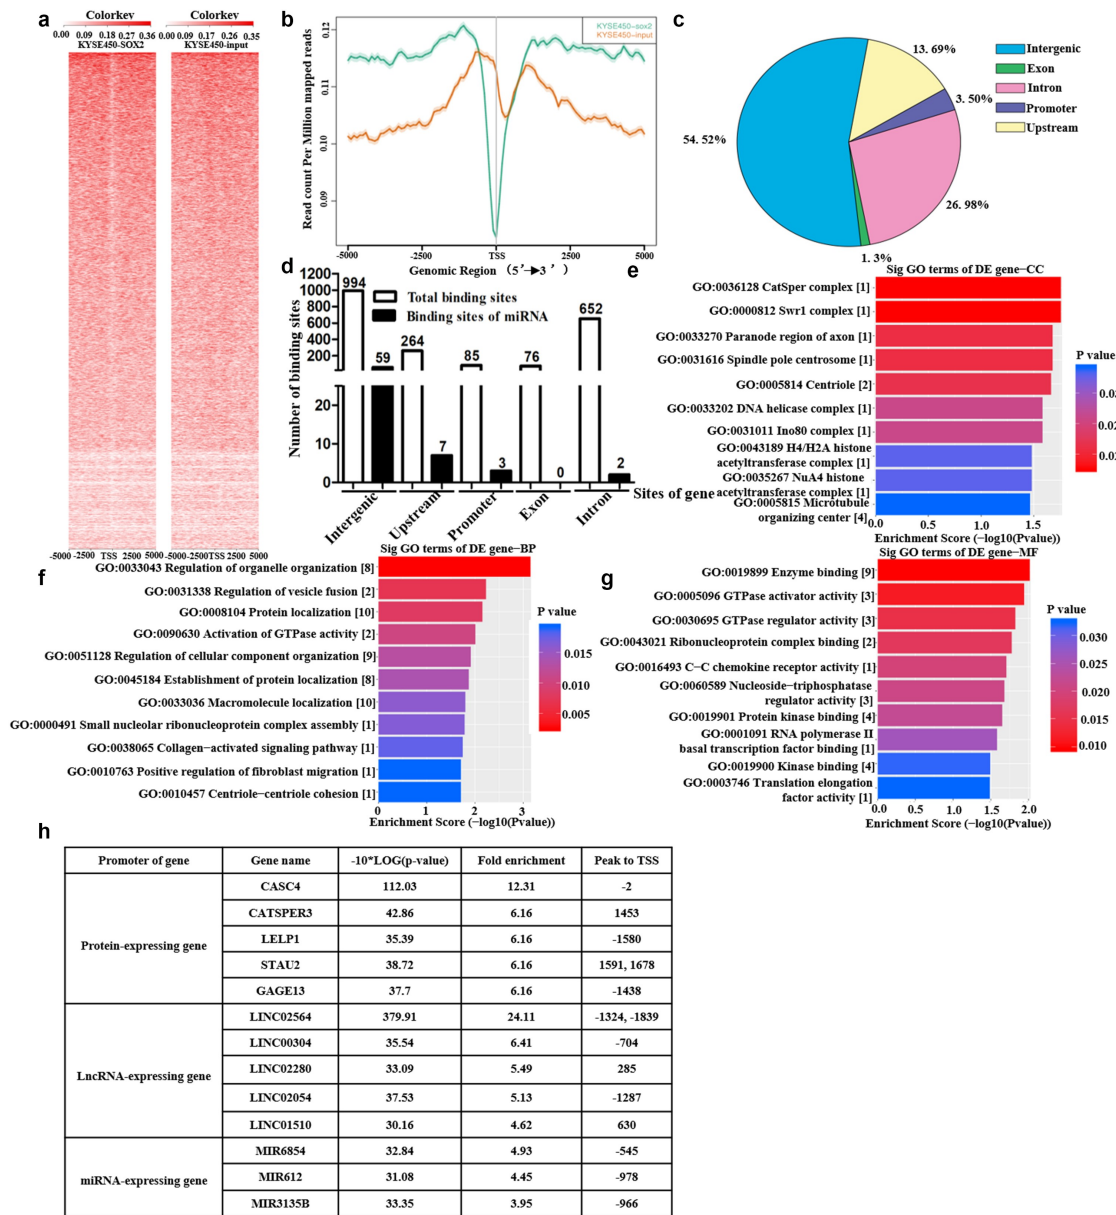 a
Colorkev
0.00 0.09 0.18 0.26 0.36
KYSE450-SOX2
Colorkey
0.00 0.09 0.17 0.26 0.35
KYSE450-input
-5000 -2500 TSS 2500 5000
-5000 -2500 TSS 2500 5000
b
Read count Per Million mappped reads
0.12
0.11
0.10
0.09
KYSE450-sox2
KYSE450-input
-5000 -2500 TSS 2500 5000
Genomic Region (5'→3')
c
54. 52%
13. 69%
3. 50%
26. 98%
1. 3%
Intergenic
Exon
Intron
Promoter
Upstream
d
Number of binding sites
1200
1000
800
600
400
200
20
10
0
994
59
264
7
85
3
76
0
652
2
Total binding sites
Binding sites of miRNA
Intergenic
Upstream
Promoter
Exon
Intron
Sites of gene
e
Sig GO terms of DE gene-CC
GO:0036128 CatSper complex [1]
GO:0000812 Swr1 complex [1]
GO:0033270 Paranode region of axon [1]
GO:0031616 Spindle pole centrosome [1]
GO:0005814 Centriole [2]
GO:0033202 DNA helicase complex [1]
GO:0031011 Ino80 complex [1]
GO:0043189 H4/H2A histone
acetyltransferase complex [1]
GO:0035267 NuA4 histone
acetyltransferase complex [1]
GO:0005815 Microtubule
organizing center [4]
0.0 0.5 1.0 1.5
Enrichment Score (-log10(Pvalue))
P value
0.0
0.02
0.0
f
Sig GO terms of DE gene-BP
GO:0033043 Regulation of organelle organization [8]
GO:0031338 Regulation of vesicle fusion [2]
GO:0008104 Protein localization [10]
GO:0090630 Activation of GTPase activity [2]
GO:0051128 Regulation of cellular component organization [9]
GO:0045184 Establishment of protein localization [8]
GO:0033036 Macromolecule localization [10]
GO:0000491 Small nucleolar ribonucleoprotein complex assembly [1]
GO:0038065 Collagen-activated signaling pathway [1]
GO:0010763 Positive regulation of fibroblast migration [1]
GO:0010457 Centriole-centriole cohesion [1]
0 1 2 3
Enrichment Score (-log10(Pvalue))
P value
0.015
0.010
0.005
g
Sig GO terms of DE gene-MF
GO:0019899 Enzyme binding [9]
GO:0005096 GTPase activator activity [3]
GO:0030695 GTPase regulator activity [3]
GO:0043021 Ribonucleoprotein complex binding [2]
GO:0016493 C-C chemokine receptor activity [1]
GO:0060589 Nucleoside-triphosphatase
regulator activity [3]
GO:0019901 Protein kinase binding [4]
GO:0001091 RNA polymerase II
basal transcription factor binding [1]
GO:0019900 Kinase binding [4]
GO:0003746 Translation elongation
factor activity [1]
0.0 0.5 1.0 1.5 2.0
Enrichment Score (-log10(Pvalue))
P value
0.030
0.025
0.020
0.015
0.010
h
Promoter of gene Gene name -10*LOG(p-value) Fold enrichment Peak to TSS
Protein-expressing gene
CASC4 112.03 12.31 -2
CATSPER3 42.86 6.16 1453
LELP1 35.39 6.16 -1580
STAU2 38.72 6.16 1591, 1678
GAGE13 37.7 6.16 -1438
LncRNA-expressing gene
LINC02564 379.91 24.11 -1324, -1839
LINC00304 35.54 6.41 -704
LINC02280 33.09 5.49 285
LINC02054 37.53 5.13 -1287
LINC01510 30.16 4.62 630
miRNA-expressing gene
MIR6854 32.84 4.93 -545
MIR612 31.08 4.45 -978
MIR3135B 33.35 3.95 -966